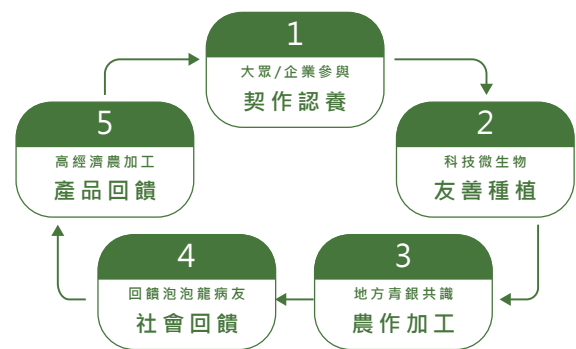 1
大眾/企業參與
契作認養
2
科技微生物
友善種植
3
地方青銀共識
農作加工
4
回饋泡泡龍病友
社會回饋
5
高經濟農加工
產品回饋